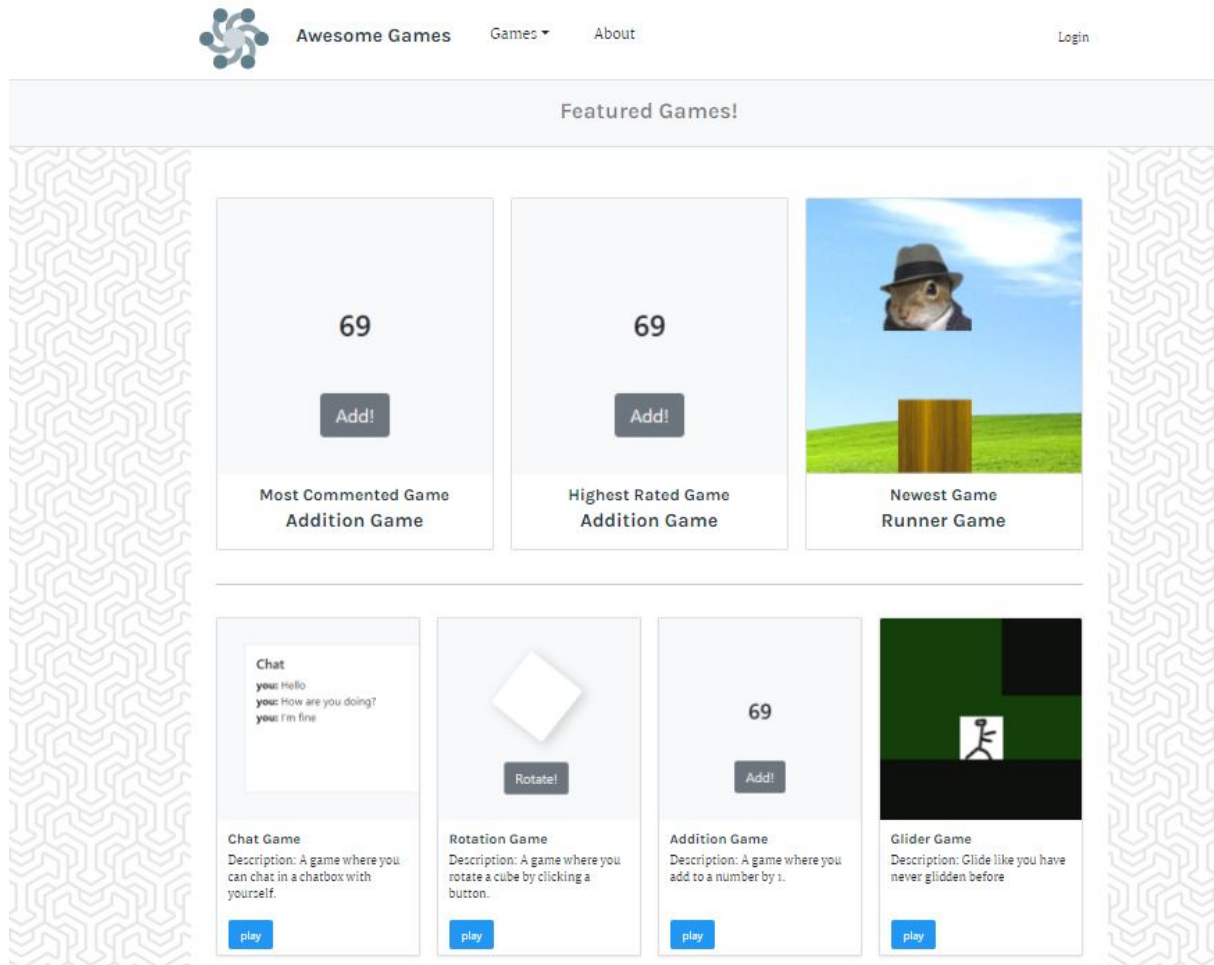 Awesome Games Games About Login
Featured Games!
69
Add!
Most Commented Game
Addition Game
69
Add!
Highest Rated Game
Addition Game
Newest Game
Runner Game
Chat
you: Hello
you: How are you doing?
you: I'm fine
Chat Game
Description: A game where you
can chat in a chatbox with
yourself.
play
Rotate!
Rotation Game
Description: A game where you
rotate a cube by clicking a
button.
play
69
Add!
Addition Game
Description: A game where you
add to a number by 1.
play
Glider Game
Description: Glide like you have
never glidden before
play